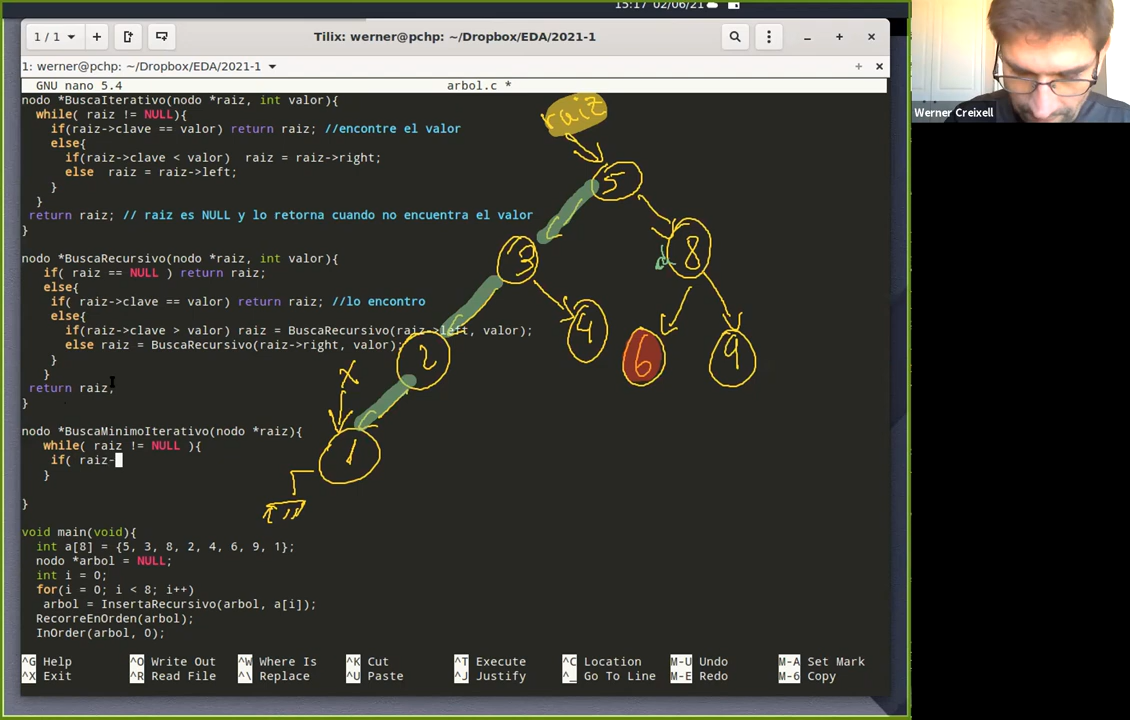 15:17 02/06/21
1 / 1
Tilix: werner@pchp: ~/Dropbox/EDA/2021-1
1: werner@pchp: ~/Dropbox/EDA/2021-1
GNU nano 5.4 arbol.c *
Werner Creixell
nodo *BuscaIterativo(nodo *raiz, int valor){
while( raiz != NULL){
if(raiz->clave == valor) return raiz; //encontre el valor
else{
if(raiz->clave < valor) raiz = raiz->right;
else raiz = raiz->left;
}
}
return raiz; // raiz es NULL y lo retorna cuando no encuentra el valor
}
nodo *BuscaRecursivo(nodo *raiz, int valor){
if( raiz == NULL ) return raiz;
else{
if( raiz->clave == valor) return raiz; //lo encontro
else{
if(raiz->clave > valor) raiz = BuscaRecursivo(raiz->left, valor);
else raiz = BuscaRecursivo(raiz->right, valor);
}
}
return raiz;
}
nodo *BuscaMinimoIterativo(nodo *raiz){
while( raiz != NULL ){
if( raiz-
}
}
void main(void){
int a[8] = {5, 3, 8, 2, 4, 6, 9, 1};
nodo *arbol = NULL;
int i = 0;
for(i = 0; i < 8; i++)
arbol = InsertaRecursivo(arbol, a[i]);
RecorreEnOrden(arbol);
InOrder(arbol, 0);
raiz
5
3
8
2
4
6
9
x
1
^G Help ^O Write Out ^W Where Is ^K Cut ^T Execute ^C Location M-U Undo M-A Set Mark
^X Exit ^R Read File ^\ Replace ^U Paste ^J Justify ^_ Go To Line M-E Redo M-6 Copy